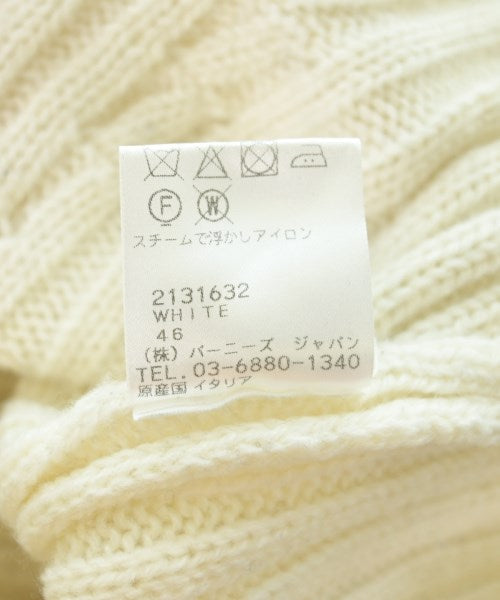 F W
スチームで浮かしアイロン
2131632
WHITE
46
(株) バーニーズ ジャパン
TEL. 03-6880-1340
原産国 イタリア